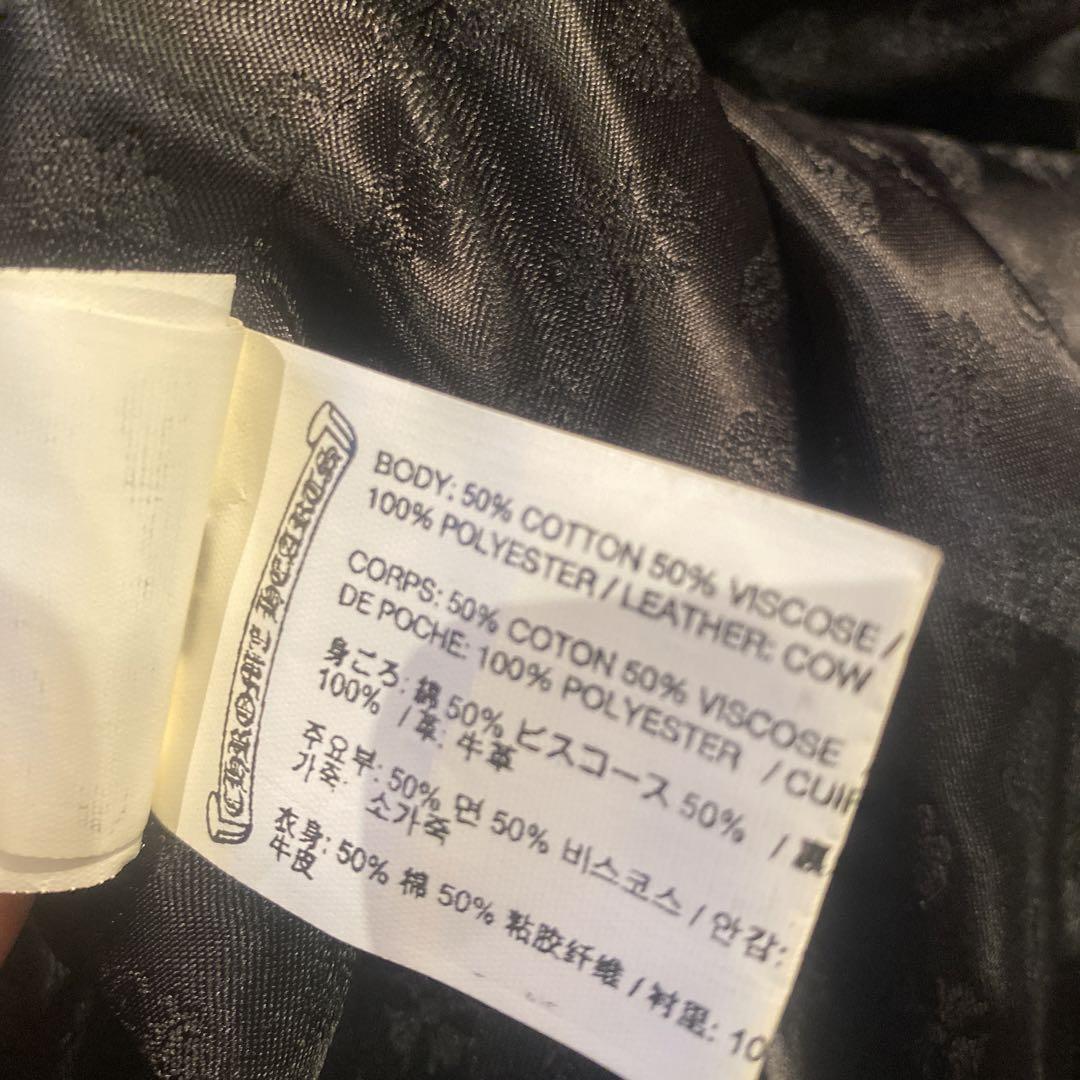 CHROME HEARTS
BODY: 50% COTTON 50% VISCOSE /
100% POLYESTER / LEATHER: COW
CORPS: 50% COTON 50% VISCOSE
DE POCHE: 100% POLYESTER / CUIR
身ごろ: 綿 50% ビスコース 50% / 裏
100% / 革: 牛革
주요부: 50% 면 50% 비스코스 / 안감:
가죽: 소가죽
衣身: 50% 棉 50% 粘胶纤维 / 衬里: 10
牛皮